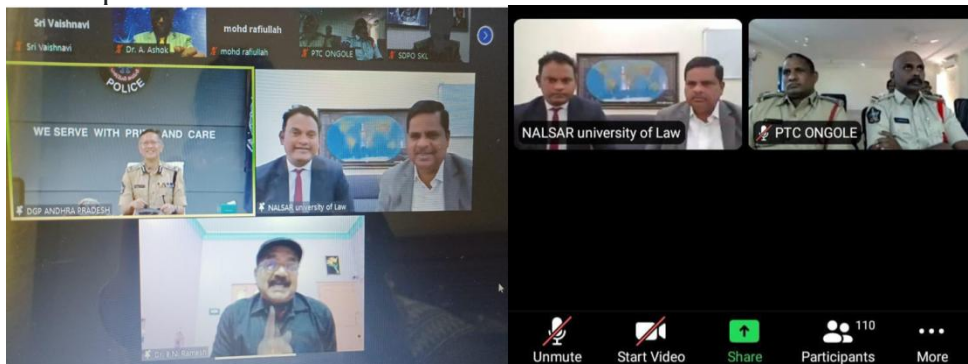 Sri Vaishnavi
Sri Vaishnavi
Dr. A. Ashok
mohd rafiullah
mohd rafiullah
PTC ONGOLE
SDPO SKL
POLICE
WE SERVE WITH PRIDE AND CARE
DGP ANDHRA PRADESH
NALSAR university of Law
NALSAR university of Law
PTC ONGOLE
110
Unmute
Start Video
Share
Participants
More